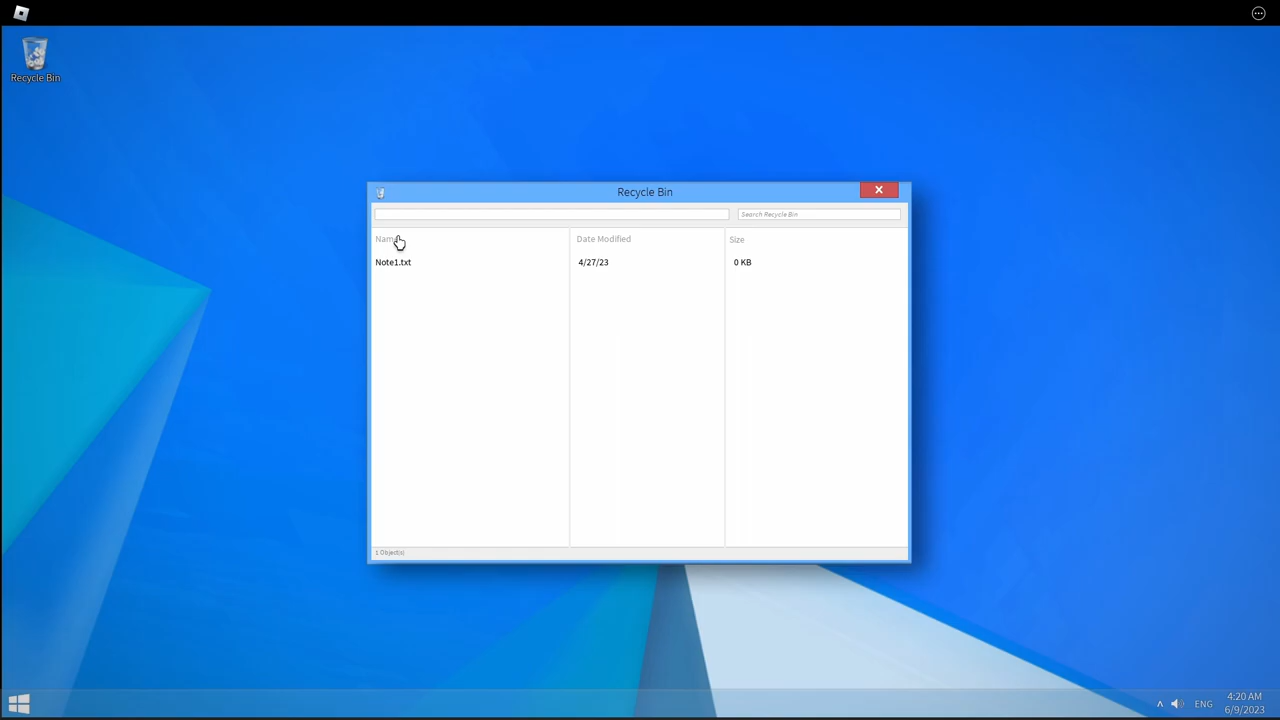 Recycle Bin
Recycle Bin
Search Recycle Bin
Name Date Modified Size
Note1.txt 4/27/23 0 KB
1 Object(s)
ENG
4:20 AM
6/9/2023